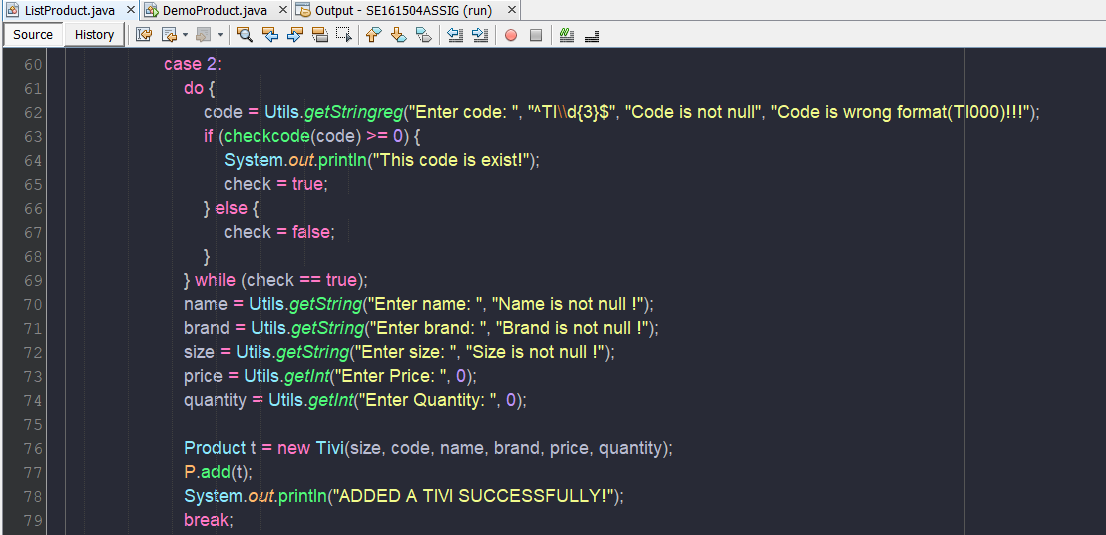 ListProduct.java DemoProduct.java Output - SE161504ASSIG (run)
Source History
60 case 2:
61 do {
62 code = Utils.getStringreg("Enter code: ", "^TI\\d{3}$", "Code is not null", "Code is wrong format(TI000)!!!");
63 if (checkcode(code) >= 0) {
64 System.out.println("This code is exist!");
65 check = true;
66 } else {
67 check = false;
68 }
69 } while (check == true);
70 name = Utils.getString("Enter name: ", "Name is not null !");
71 brand = Utils.getString("Enter brand: ", "Brand is not null !");
72 size = Utils.getString("Enter size: ", "Size is not null !");
73 price = Utils.getInt("Enter Price: ", 0);
74 quantity = Utils.getInt("Enter Quantity: ", 0);
75
76 Product t = new Tivi(size, code, name, brand, price, quantity);
77 P.add(t);
78 System.out.println("ADDED A TIVI SUCCESSFULLY!");
79 break;